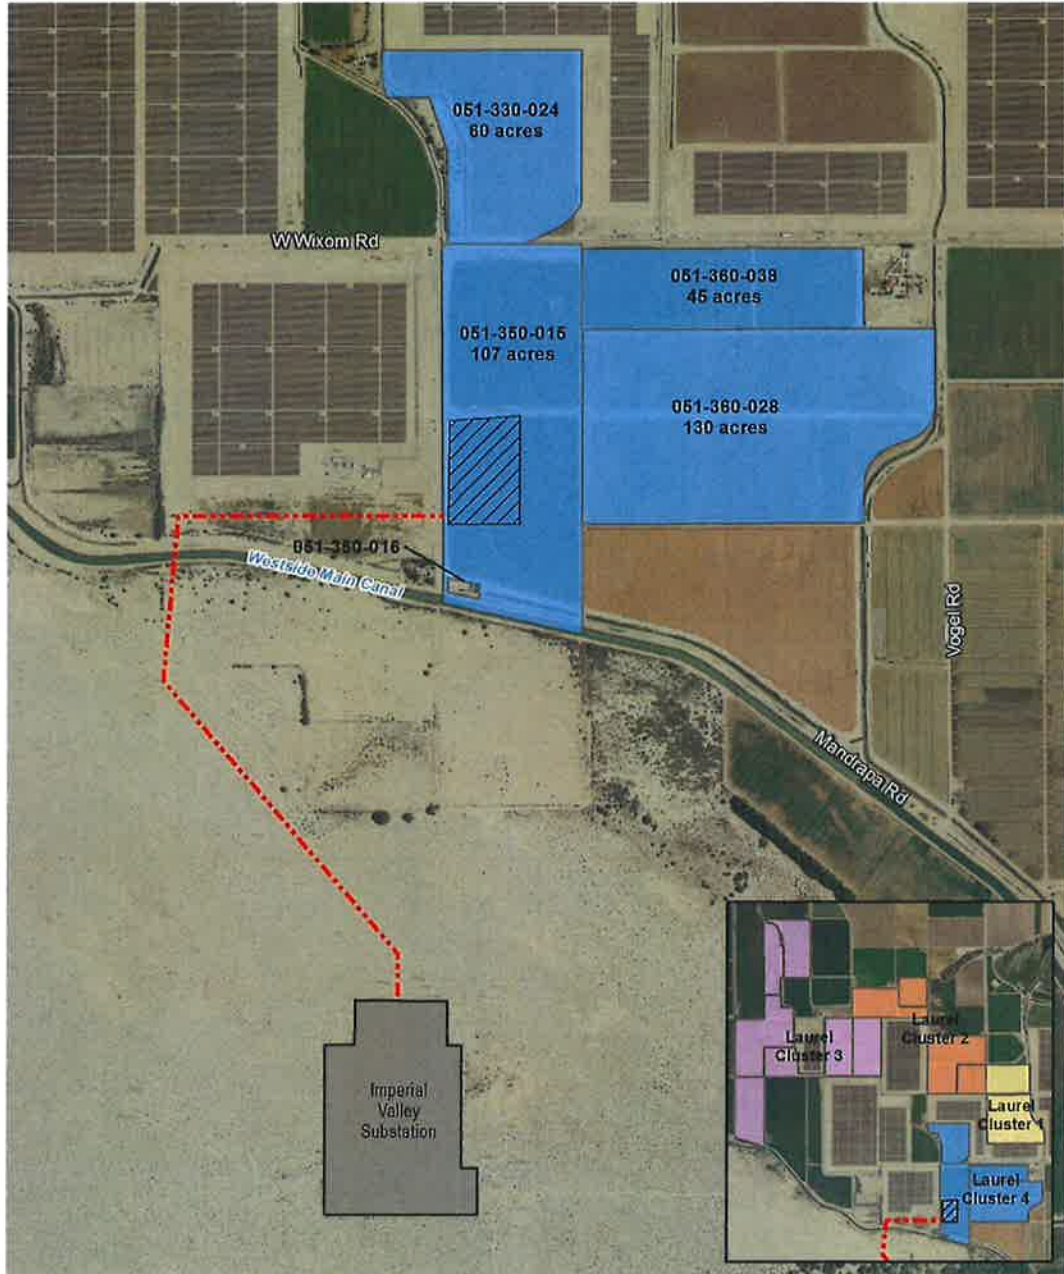 051-330-024
60 acres
W Wixom Rd
051-360-039
45 acres
051-350-015
107 acres
051-360-028
130 acres
051-350-016
Westside Main Canal
Vogel Rd
Mandrapa Rd
Imperial
Valley
Substation
Laurel
Cluster 2
Laurel
Cluster 3
Laurel
Cluster 1
Laurel
Cluster 4